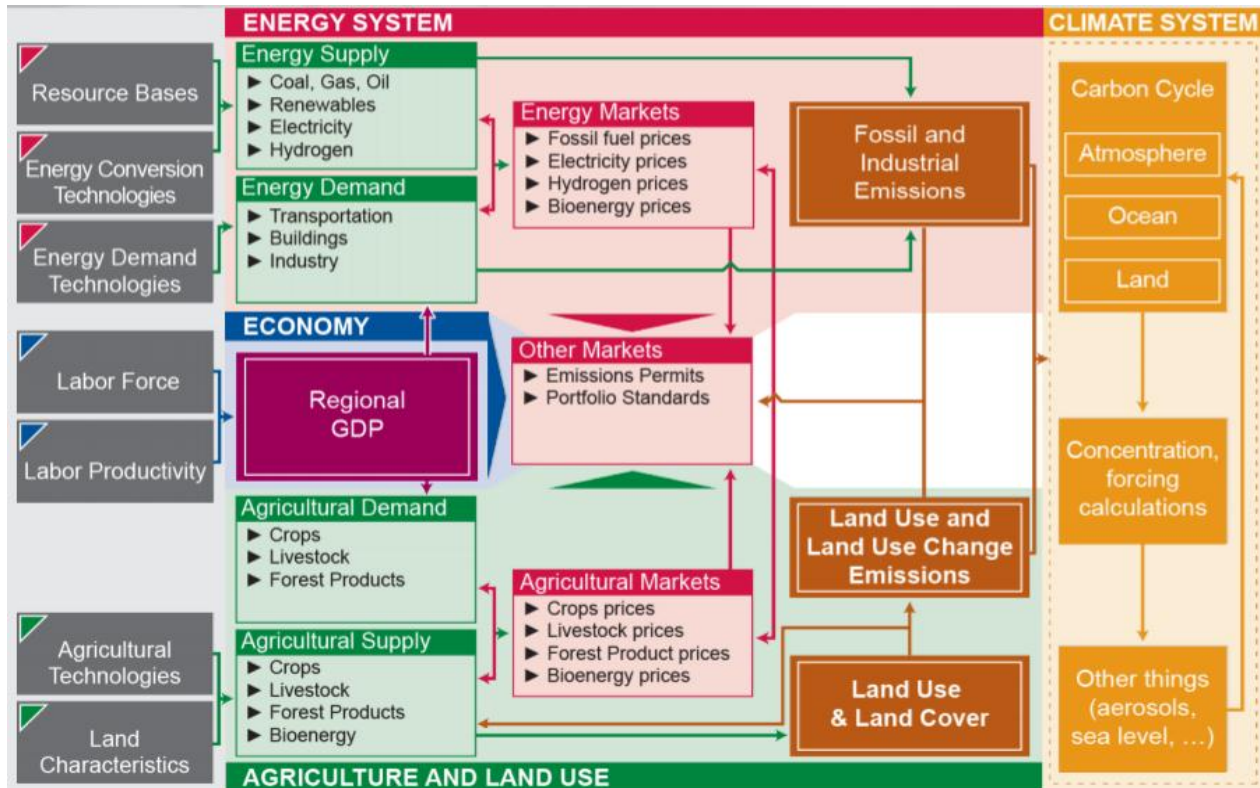 ENERGY SYSTEM
CLIMATE SYSTEM
Resource Bases
Energy Conversion
Technologies
Energy Demand
Technologies
Labor Force
Labor Productivity
Agricultural
Technologies
Land
Characteristics
Energy Supply
► Coal, Gas, Oil
► Renewables
► Electricity
► Hydrogen
Energy Demand
► Transportation
► Buildings
► Industry
Energy Markets
► Fossil fuel prices
► Electricity prices
► Hydrogen prices
► Bioenergy prices
Fossil and
Industrial
Emissions
ECONOMY
Regional
GDP
Other Markets
► Emissions Permits
► Portfolio Standards
Agricultural Demand
► Crops
► Livestock
► Forest Products
Agricultural Supply
► Crops
► Livestock
► Forest Products
► Bioenergy
Agricultural Markets
► Crops prices
► Livestock prices
► Forest Product prices
► Bioenergy prices
Land Use and
Land Use Change
Emissions
Land Use
& Land Cover
AGRICULTURE AND LAND USE
Carbon Cycle
Atmosphere
Ocean
Land
Concentration,
forcing
calculations
Other things
(aerosols,
sea level, ...)